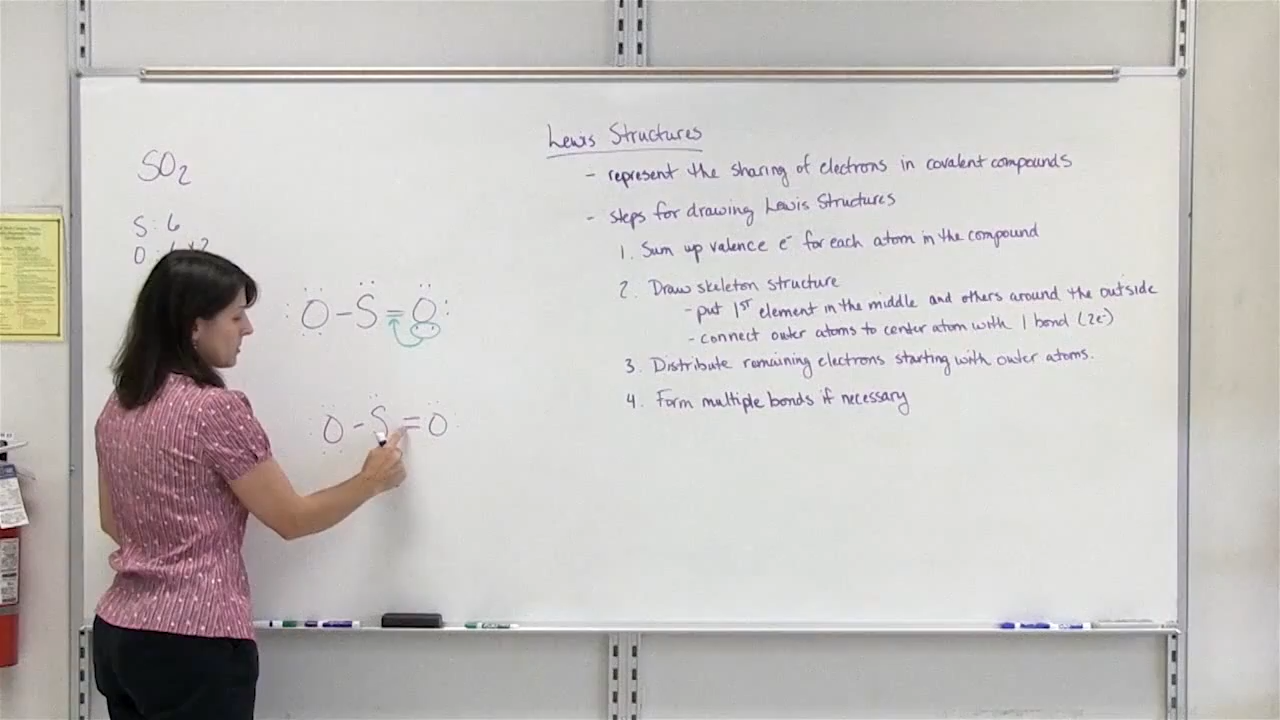 SO2
S: 6
O: 6 x 2
:O-S=O:
:O-S=O:
Lewis Structures
- represent the sharing of electrons in covalent compounds
- steps for drawing Lewis Structures
1. Sum up valence e⁻ for each atom in the compound
2. Draw skeleton structure
- put 1ST element in the middle and others around the outside
- connect outer atoms to center atom with 1 bond (2e⁻)
3. Distribute remaining electrons starting with outer atoms.
4. Form multiple bonds if necessary